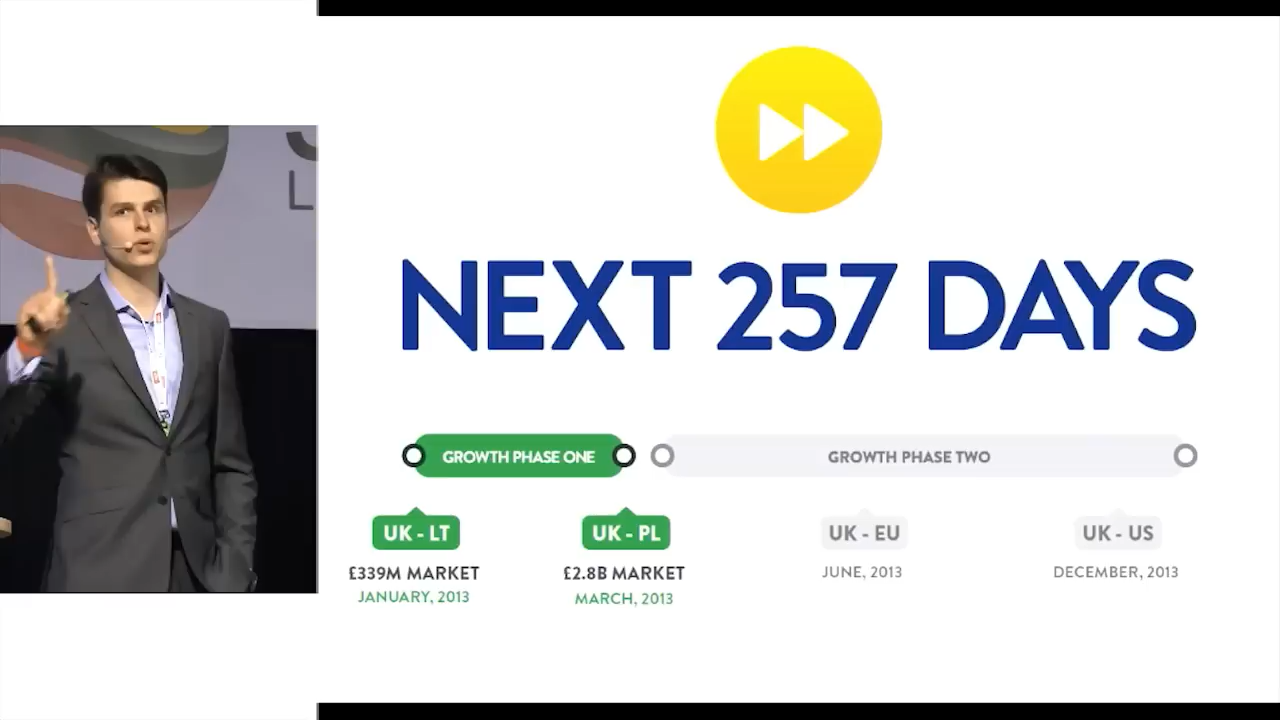 NEXT 257 DAYS
GROWTH PHASE ONE
GROWTH PHASE TWO
UK - LT
UK - PL
UK - EU
UK - US
£339M MARKET
£2.8B MARKET
JUNE, 2013
DECEMBER, 2013
JANUARY, 2013
MARCH, 2013